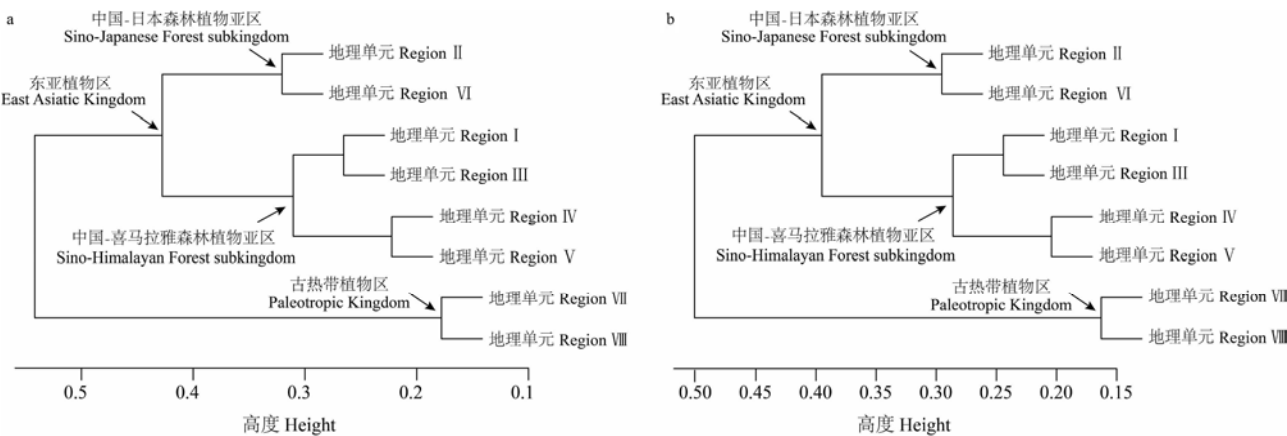 a
中国-日本森林植物亚区
Sino-Japanese Forest subkingdom
地理单元 Region Ⅱ
东亚植物区
East Asiatic Kingdom
地理单元 Region Ⅵ
地理单元 Region Ⅰ
地理单元 Region Ⅲ
地理单元 Region Ⅳ
中国-喜马拉雅森林植物亚区
Sino-Himalayan Forest subkingdom
地理单元 Region Ⅴ
古热带植物区
Paleotropic Kingdom
地理单元 Region Ⅶ
地理单元 Region Ⅷ
0.5 0.4 0.3 0.2 0.1
高度 Height
b
中国-日本森林植物亚区
Sino-Japanese Forest subkingdom
地理单元 Region Ⅱ
东亚植物区
East Asiatic Kingdom
地理单元 Region Ⅵ
地理单元 Region Ⅰ
地理单元 Region Ⅲ
地理单元 Region Ⅳ
中国-喜马拉雅森林植物亚区
Sino-Himalayan Forest subkingdom
地理单元 Region Ⅴ
古热带植物区
Paleotropic Kingdom
地理单元 Region Ⅶ
地理单元 Region Ⅷ
0.50 0.45 0.40 0.35 0.30 0.25 0.20 0.15
高度 Height